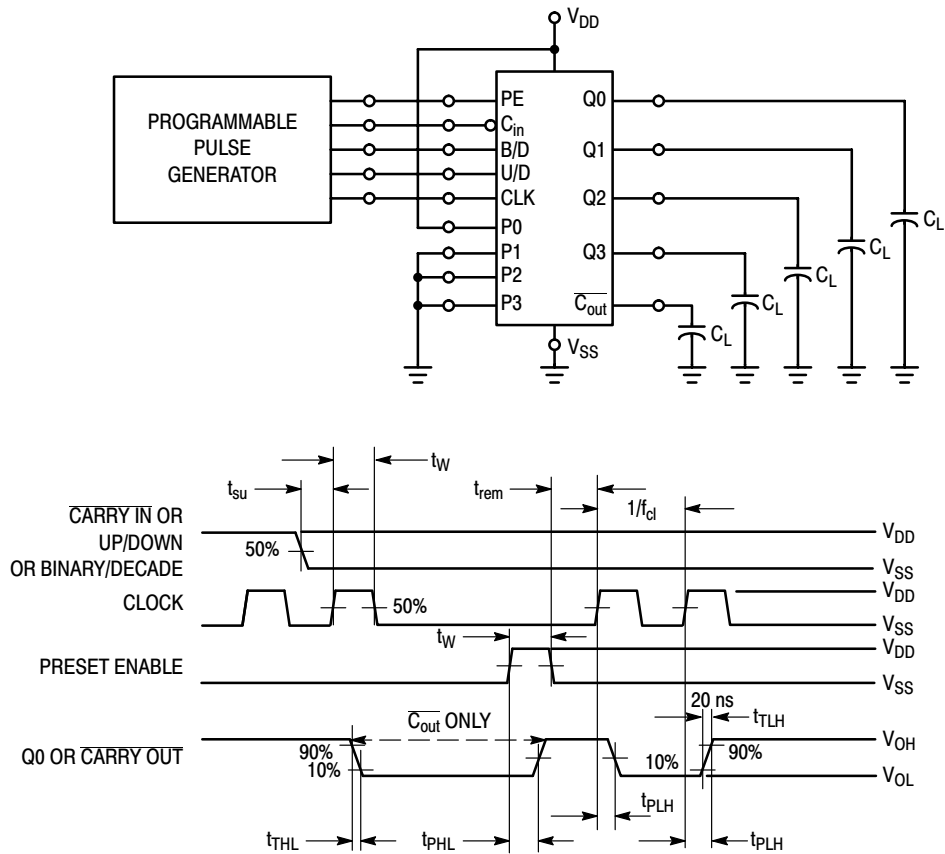 V_DD
PROGRAMMABLE
PULSE
GENERATOR
PE
C_in
B/D
U/D
CLK
P0
P1
P2
P3
Q0
Q1
Q2
Q3
C_out
V_SS
C_L
C_L
C_L
C_L
C_L
t_W
t_su
t_rem
1/f_cl
CARRY IN OR
UP/DOWN
OR BINARY/DECADE
50%
V_DD
V_SS
CLOCK
50%
V_DD
V_SS
t_W
PRESET ENABLE
V_DD
V_SS
20 ns
t_TLH
C_out ONLY
Q0 OR CARRY OUT
90%
10%
10%
90%
V_OH
V_OL
t_PLH
t_THL
t_PHL
t_PLH